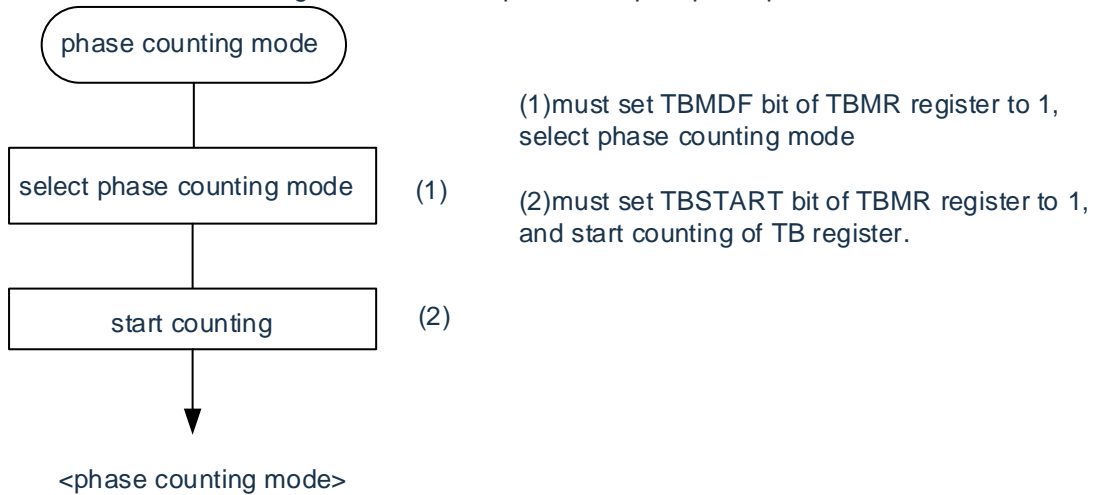 phase counting mode
(1)must set TBMDF bit of TBMR register to 1,
select phase counting mode
select phase counting mode
(1)
(2)must set TBSTART bit of TBMR register to 1,
and start counting of TB register.
start counting
(2)
<phase counting mode>